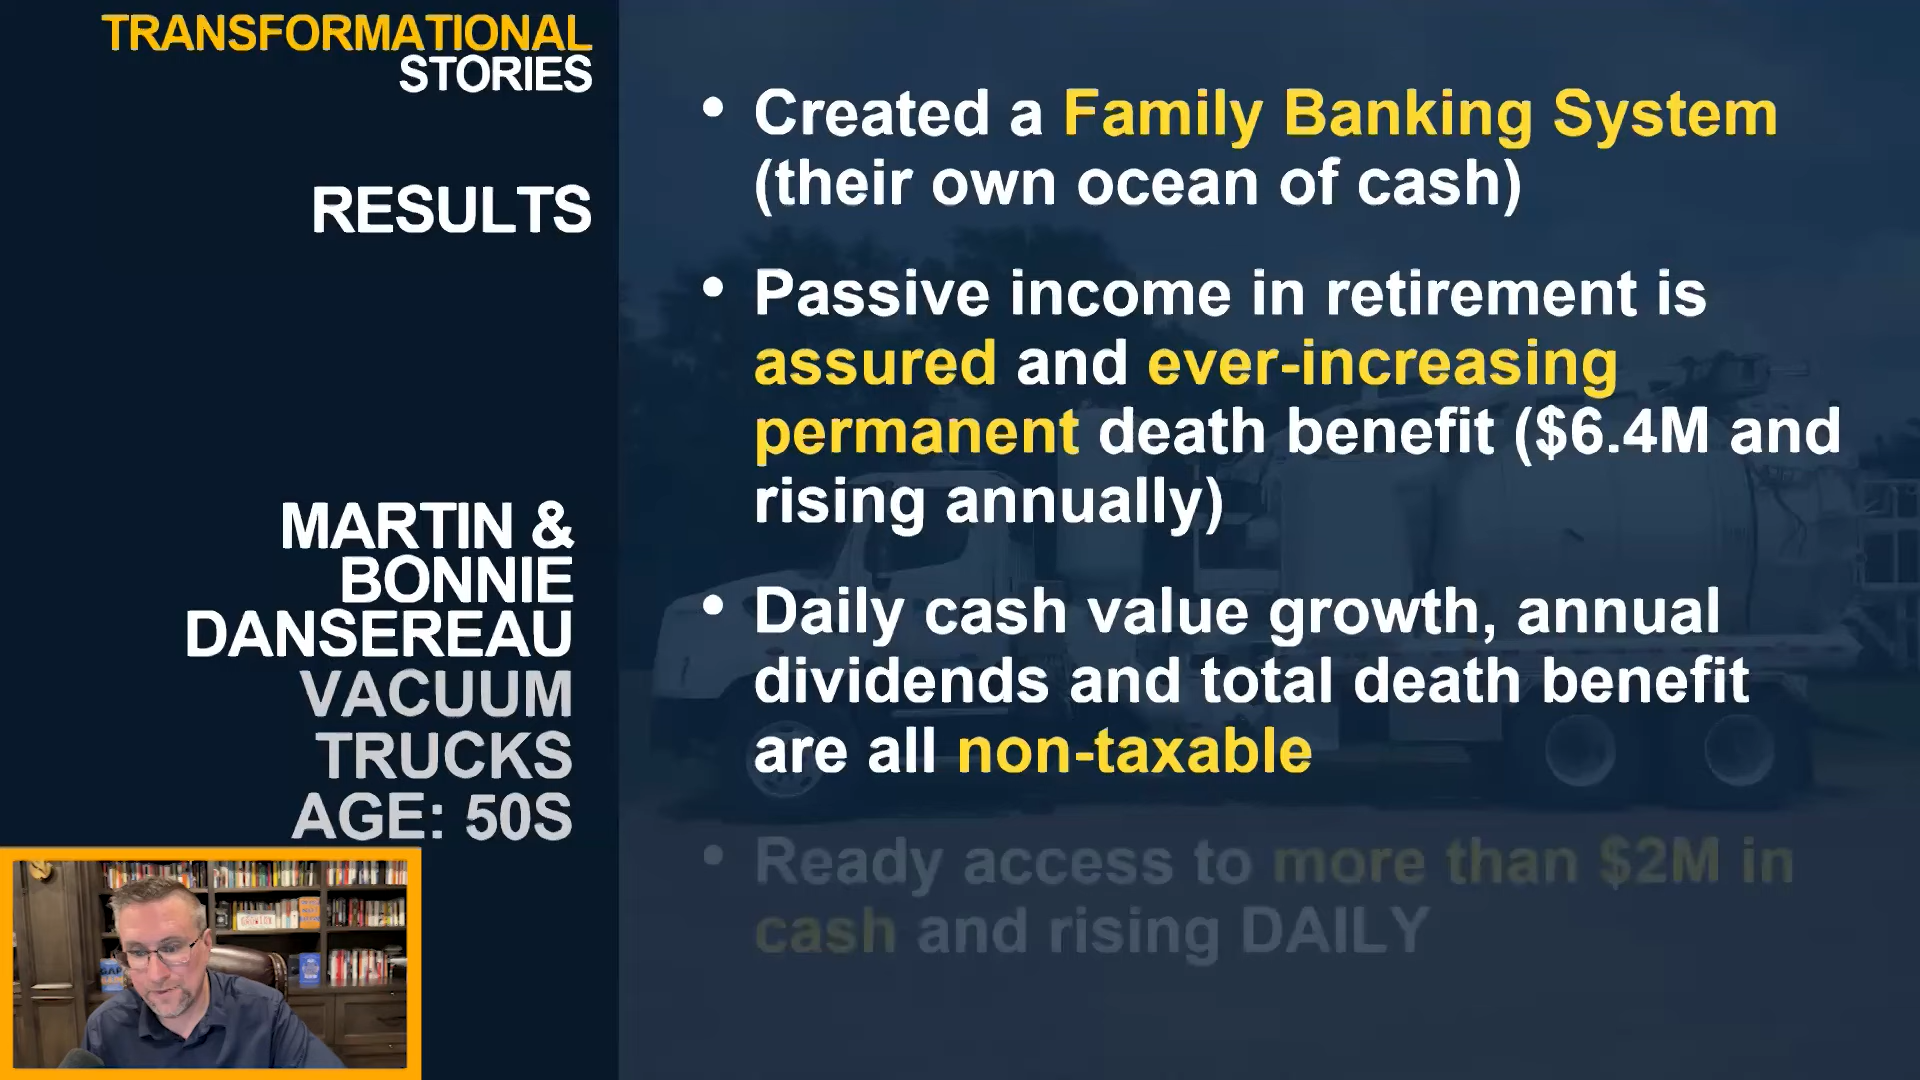 TRANSFORMATIONAL
STORIES
RESULTS
MARTIN &
BONNIE
DANSEREAU
VACUUM
TRUCKS
AGE: 50S
• Created a Family Banking System
(their own ocean of cash)
• Passive income in retirement is
assured and ever-increasing
permanent death benefit ($6.4M and
rising annually)
• Daily cash value growth, annual
dividends and total death benefit
are all non-taxable
• Ready access to more than $2M in
cash and rising DAILY